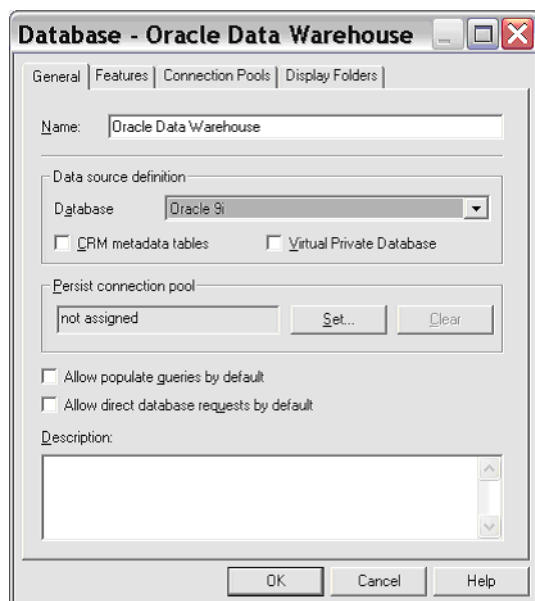 Database - Oracle Data Warehouse
General Features Connection Pools Display Folders
Name: Oracle Data Warehouse
Data source definition
Database Oracle 9i
CRM metadata tables Virtual Private Database
Persist connection pool
not assigned Set... Clear
Allow populate queries by default
Allow direct database requests by default
Description:
OK Cancel Help